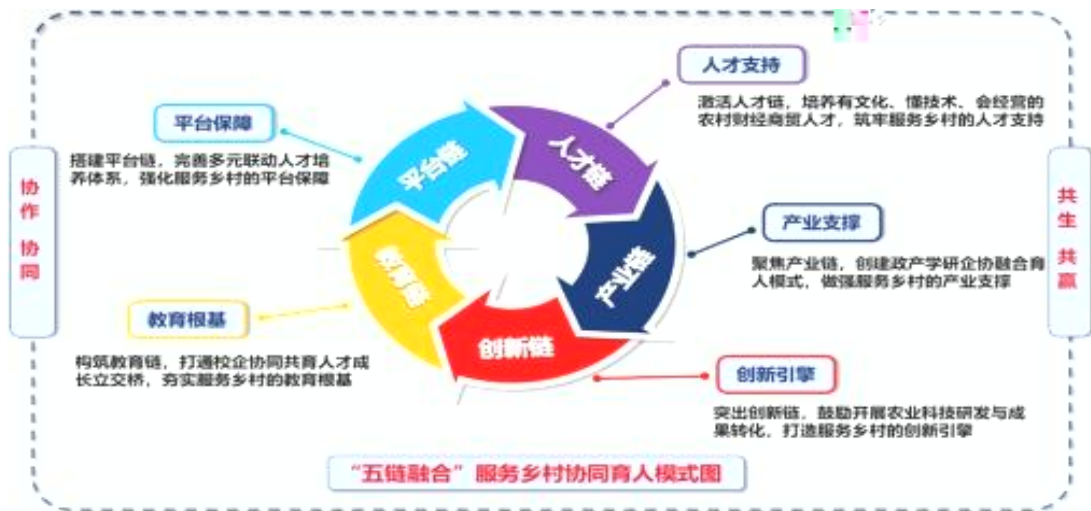 人才支持
激活人才链，培养有文化、懂技术、会经营的
农村财经商贸人才，筑牢服务乡村的人才支持
平台保障
搭建平台链，完善多元联动人才培
养体系，强化服务乡村的平台保障
协作 协同
共生 共赢
平台链
人才链
产业链
创新链
教育链
产业支撑
聚焦产业链，创建政产学研企协融合育
人模式，做强服务乡村的产业支撑
教育根基
构筑教育链，打通校企协同共育人才成
长立交桥，夯实服务乡村的教育根基
创新引擎
突出创新链，鼓励开展农业科技研发与成
果转化，打造服务乡村的创新引擎
“五链融合”服务乡村协同育人模式图